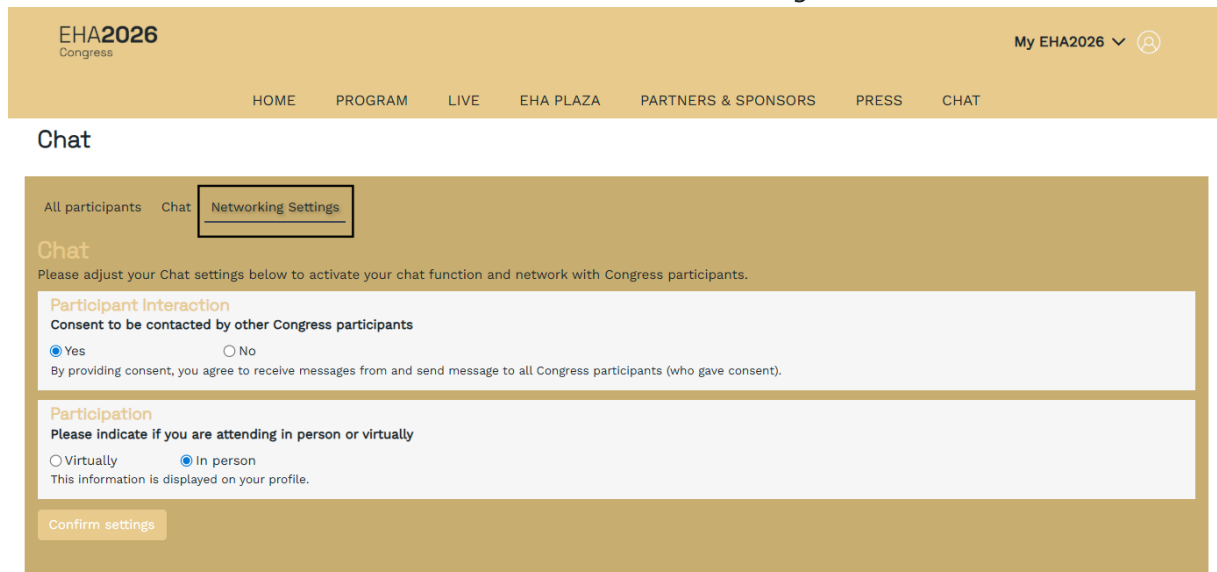 EHA2026
Congress
My EHA2026
HOME PROGRAM LIVE EHA PLAZA PARTNERS & SPONSORS PRESS CHAT
Chat
All participants Chat Networking Settings
Chat
Please adjust your Chat settings below to activate your chat function and network with Congress participants.
Participant Interaction
Consent to be contacted by other Congress participants
Yes No
By providing consent, you agree to receive messages from and send message to all Congress participants (who gave consent).
Participation
Please indicate if you are attending in person or virtually
Virtually In person
This information is displayed on your profile.
Confirm settings